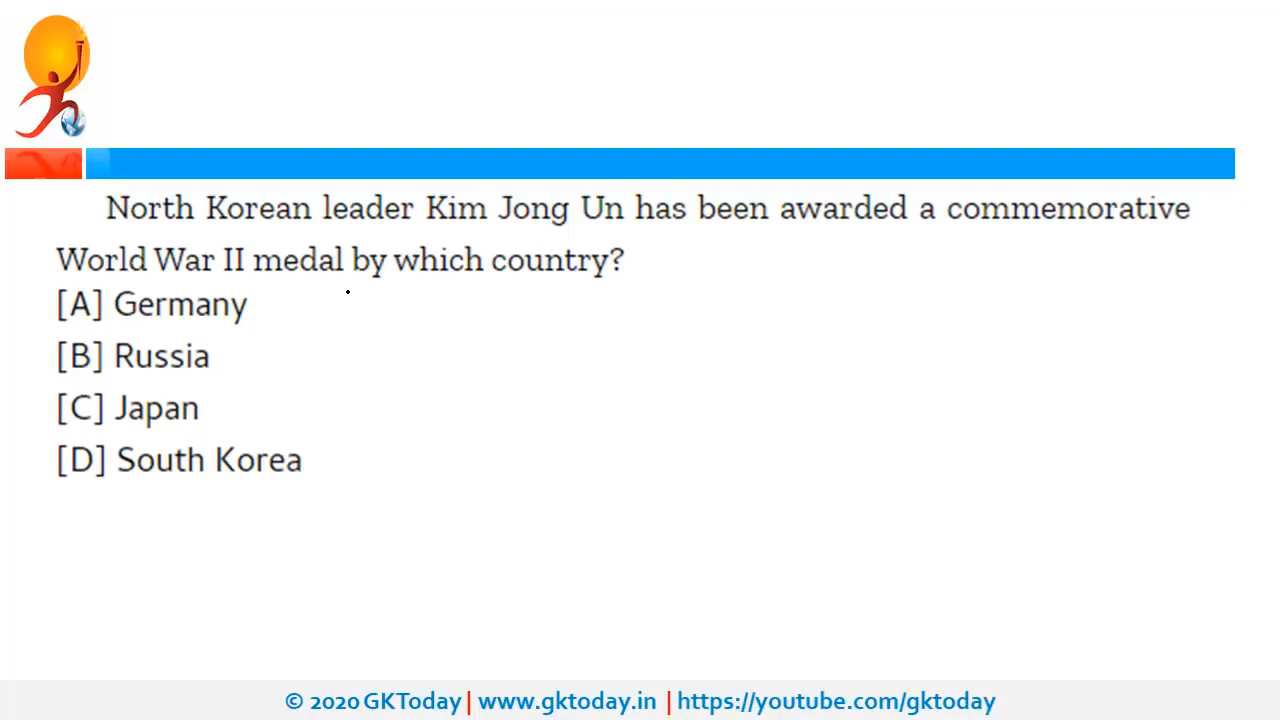 North Korean leader Kim Jong Un has been awarded a commemorative
World War II medal by which country?
[A] Germany
[B] Russia
[C] Japan
[D] South Korea
© 2020 GKToday | www.gktoday.in | https://youtube.com/gktoday